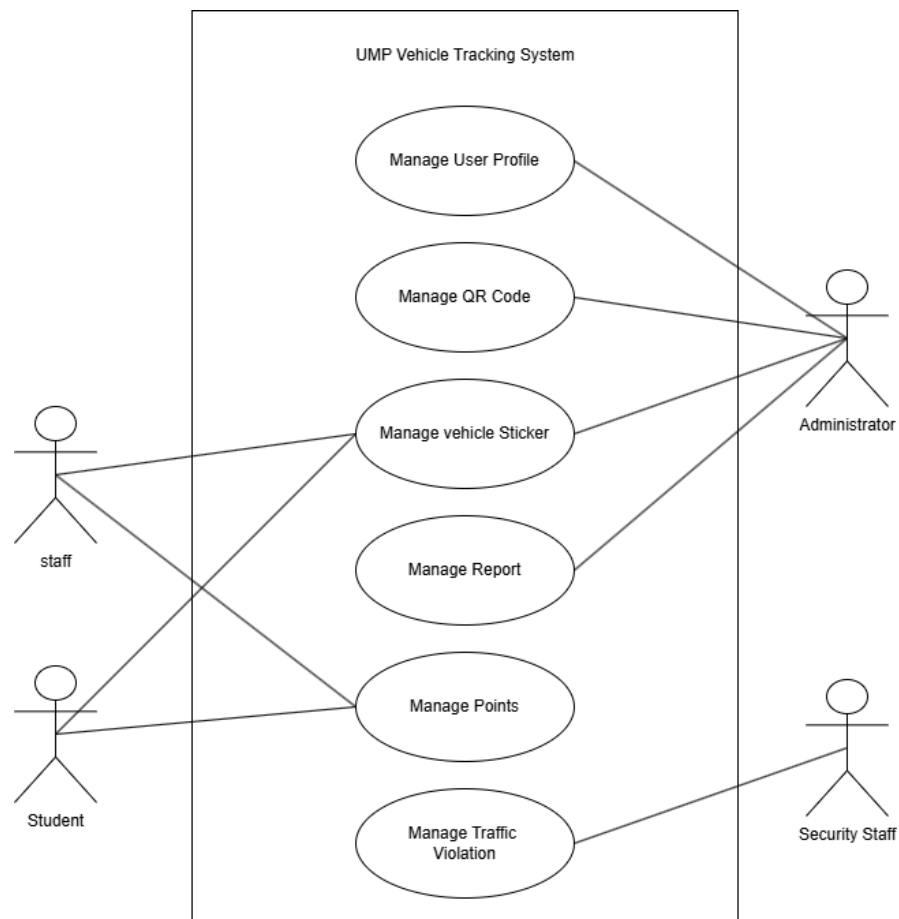 UMP Vehicle Tracking System
Manage User Profile
Manage QR Code
Administrator
Manage vehicle Sticker
staff
Manage Report
Manage Points
Student
Manage Traffic
Violation
Security Staff